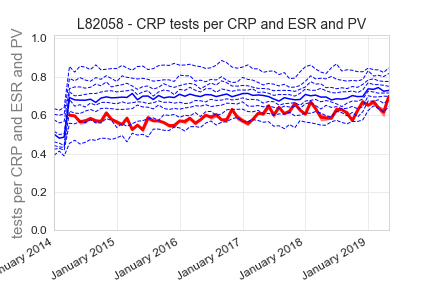 L82058 - CRP tests per CRP and ESR and PV
tests per CRP and ESR and PV
1.0
0.8
0.6
0.4
0.2
0.0
nuary 2014
January 2015
January 2016
January 2017
January 2018
January 2019